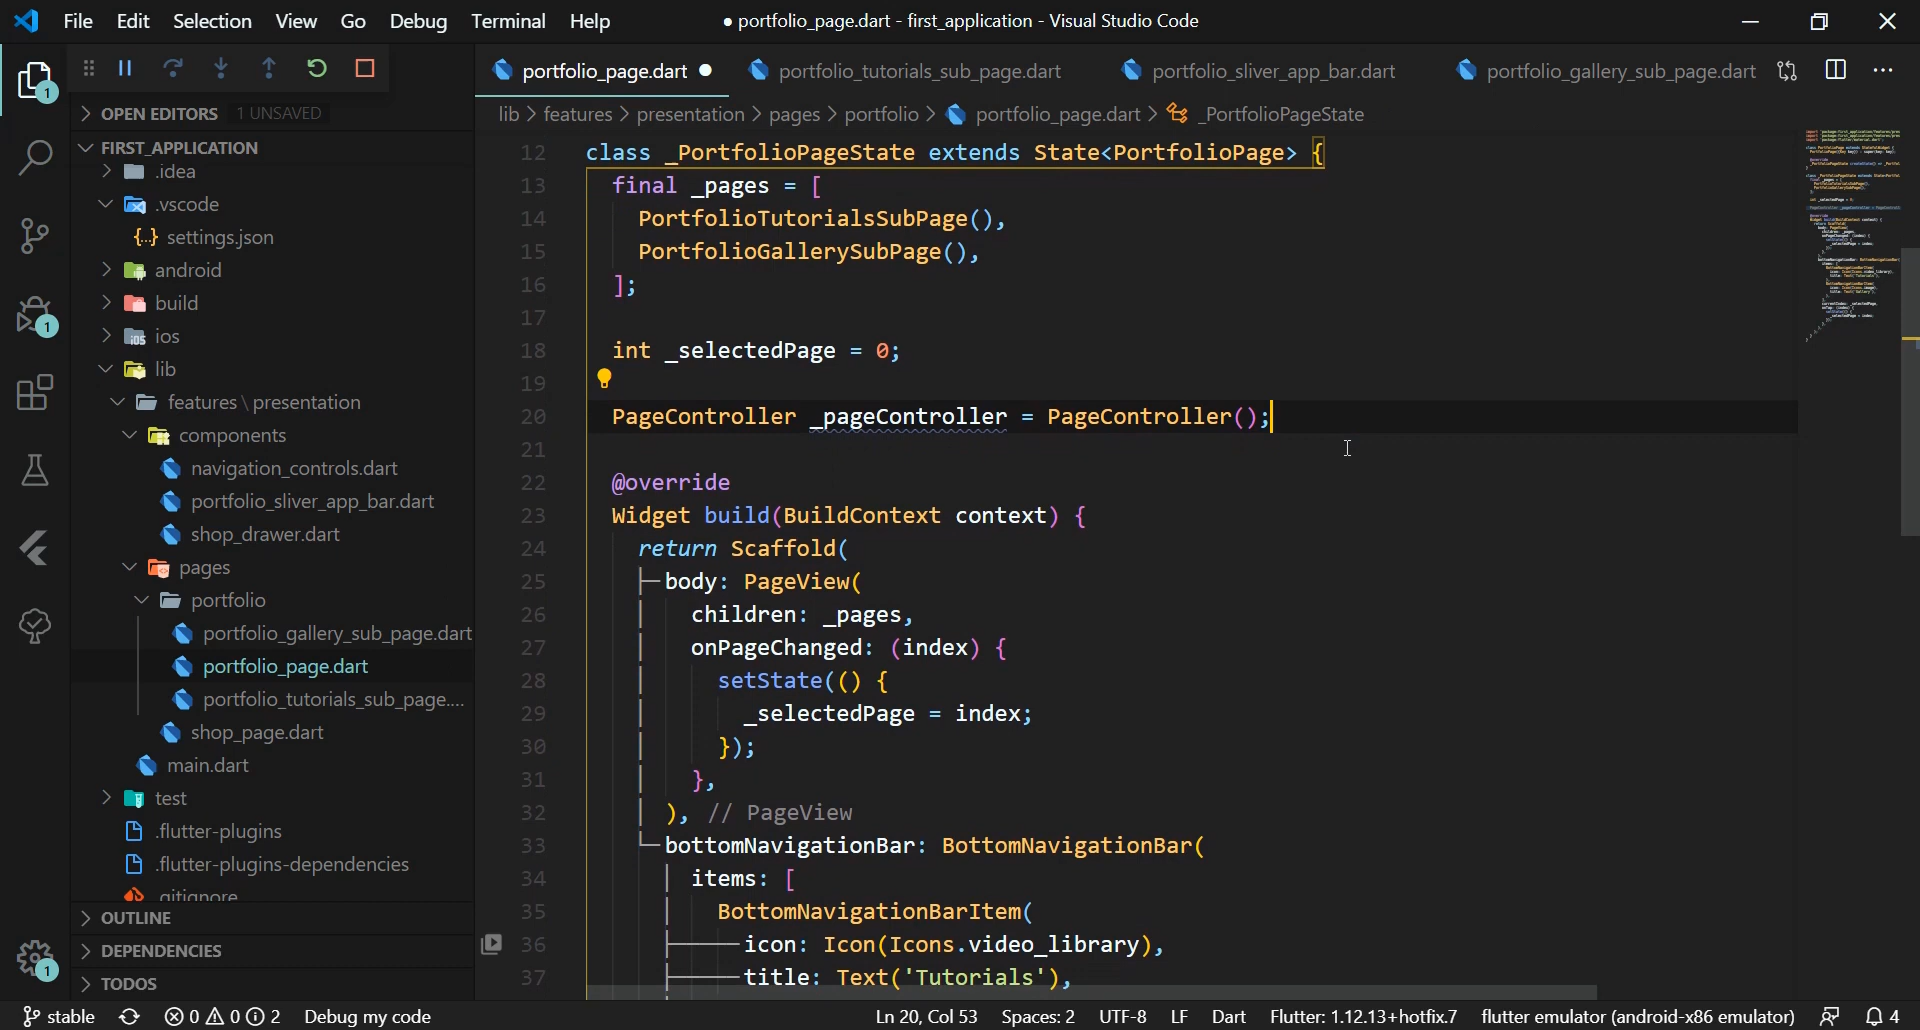 File Edit Selection View Go Debug Terminal Help
● portfolio_page.dart - first_application - Visual Studio Code
portfolio_page.dart ●
portfolio_tutorials_sub_page.dart
portfolio_sliver_app_bar.dart
portfolio_gallery_sub_page.dart
lib > features > presentation > pages > portfolio > portfolio_page.dart > _PortfolioPageState
1
OPEN EDITORS 1 UNSAVED
FIRST_APPLICATION
.idea
.vscode
{..} settings.json
android
build
ios
lib
features \ presentation
components
navigation_controls.dart
portfolio_sliver_app_bar.dart
shop_drawer.dart
pages
portfolio
portfolio_gallery_sub_page.dart
portfolio_page.dart
portfolio_tutorials_sub_page....
shop_page.dart
main.dart
test
.flutter-plugins
.flutter-plugins-dependencies
.gitignore
OUTLINE
DEPENDENCIES
TODOS
1
1
12 class _PortfolioPageState extends State<PortfolioPage> {
13 final _pages = [
14 PortfolioTutorialsSubPage(),
15 PortfolioGallerySubPage(),
16 ];
17
18 int _selectedPage = 0;
19
20 PageController _pageController = PageController();
21
22 @override
23 Widget build(BuildContext context) {
24 return Scaffold(
25 body: PageView(
26 children: _pages,
27 onPageChanged: (index) {
28 setState(() {
29 _selectedPage = index;
30 });
31 },
32 ), // PageView
33 bottomNavigationBar: BottomNavigationBar(
34 items: [
35 BottomNavigationBarItem(
36 icon: Icon(Icons.video_library),
37 title: Text('Tutorials'),
stable 0 0 2 Debug my code
Ln 20, Col 53 Spaces: 2 UTF-8 LF Dart Flutter: 1.12.13+hotfix.7 flutter emulator (android-x86 emulator) 4